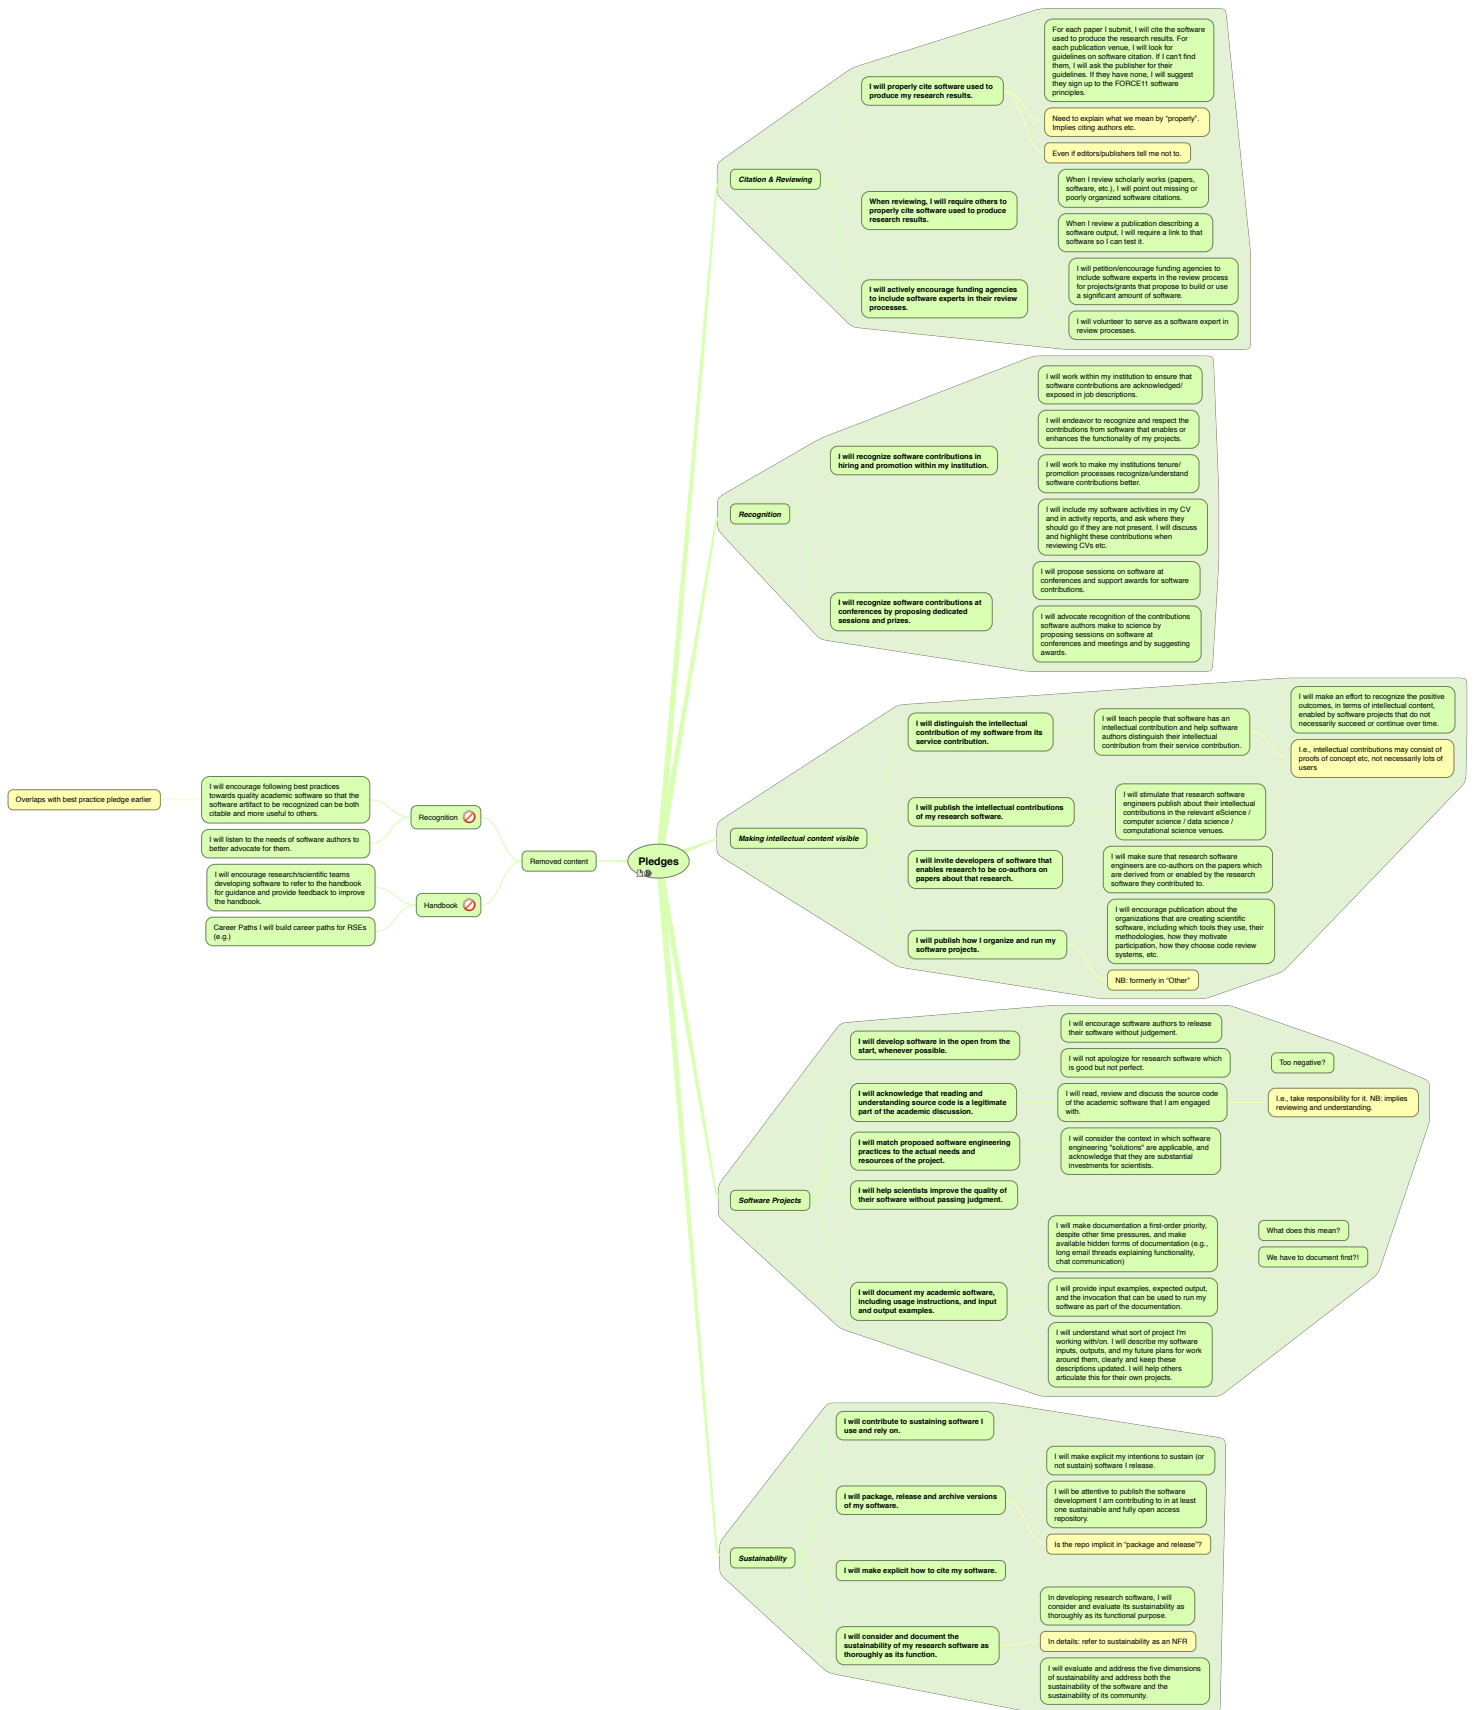 For each paper I submit, I will cite the software
used to produce the research results. For
each publication venue, I will look for
guidelines on software citation. If I can't find
them, I will ask the publisher for their
guidelines. If they have none, I will suggest
they sign up to the FORCE11 software
principles.
I will properly cite software used to
produce my research results.
Need to explain what we mean by “properly”.
Implies citing authors etc.
Even if editors/publishers tell me not to.
Citation & Reviewing
When reviewing, I will require others to
properly cite software used to produce
research results.
When I review scholarly works (papers,
software, etc.), I will point out missing or
poorly organized software citations.
When I review a publication describing a
software output, I will require a link to that
software so I can test it.
I will actively encourage funding agencies
to include software experts in their review
processes.
I will petition/encourage funding agencies to
include software experts in the review process
for projects/grants that propose to build or use
a significant amount of software.
I will volunteer to serve as a software expert in
review processes.
Recognition
I will recognize software contributions in
hiring and promotion within my institution.
I will work within my institution to ensure that
software contributions are acknowledged/
exposed in job descriptions.
I will endeavor to recognize and respect the
contributions from software that enables or
enhances the functionality of my projects.
I will work to make my institutions tenure/
promotion processes recognize/understand
software contributions better.
I will include my software activities in my CV
and in activity reports, and ask where they
should go if they are not present. I will discuss
and highlight these contributions when
reviewing CVs etc.
I will recognize software contributions at
conferences by proposing dedicated
sessions and prizes.
I will propose sessions on software at
conferences and support awards for software
contributions.
I will advocate recognition of the contributions
software authors make to science by
proposing sessions on software at
conferences and meetings and by suggesting
awards.
Making intellectual content visible
I will distinguish the intellectual
contribution of my software from its
service contribution.
I will teach people that software has an
intellectual contribution and help software
authors distinguish their intellectual
contribution from their service contribution.
I will make an effort to recognize the positive
outcomes, in terms of intellectual content,
enabled by software projects that do not
necessarily succeed or continue over time.
I.e., intellectual contributions may consist of
proofs of concept etc, not necessarily lots of
users
I will publish the intellectual contributions
of my research software.
I will stimulate that research software
engineers publish about their intellectual
contributions in the relevant eScience /
computer science / data science /
computational science venues.
I will invite developers of software that
enables research to be co-authors on
papers about that research.
I will make sure that research software
engineers are co-authors on the papers which
are derived from or enabled by the research
software they contributed to.
I will publish how I organize and run my
software projects.
I will encourage publication about the
organizations that are creating scientific
software, including which tools they use, their
methodologies, how they motivate
participation, how they choose code review
systems, etc.
NB: formerly in “Other”
Pledges
Removed content
Recognition
I will encourage following best practices
towards quality academic software so that the
software artifact to be recognized can be both
citable and more useful to others.
Overlaps with best practice pledge earlier
I will listen to the needs of software authors to
better advocate for them.
Handbook
I will encourage research/scientific teams
developing software to refer to the handbook
for guidance and provide feedback to improve
the handbook.
Career Paths I will build career paths for RSEs
(e.g.)
Software Projects
I will develop software in the open from the
start, whenever possible.
I will encourage software authors to release
their software without judgement.
I will not apologize for research software which
is good but not perfect.
Too negative?
I will acknowledge that reading and
understanding source code is a legitimate
part of the academic discussion.
I will read, review and discuss the source code
of the academic software that I am engaged
with.
I.e., take responsibility for it. NB: implies
reviewing and understanding.
I will match proposed software engineering
practices to the actual needs and
resources of the project.
I will consider the context in which software
engineering "solutions" are applicable, and
acknowledge that they are substantial
investments for scientists.
I will help scientists improve the quality of
their software without passing judgment.
I will document my academic software,
including usage instructions, and input
and output examples.
I will make documentation a first-order priority,
despite other time pressures, and make
available hidden forms of documentation (e.g.,
long email threads explaining functionality,
chat communication)
What does this mean?
We have to document first?!
I will provide input examples, expected output,
and the invocation that can be used to run my
software as part of the documentation.
I will understand what sort of project I'm
working with/on. I will describe my software
inputs, outputs, and my future plans for work
around them, clearly and keep these
descriptions updated. I will help others
articulate this for their own projects.
Sustainability
I will contribute to sustaining software I
use and rely on.
I will package, release and archive versions
of my software.
I will make explicit my intentions to sustain (or
not sustain) software I release.
I will be attentive to publish the software
development I am contributing to in at least
one sustainable and fully open access
repository.
Is the repo implicit in “package and release”?
I will make explicit how to cite my software.
I will consider and document the
sustainability of my research software as
thoroughly as its function.
In developing research software, I will
consider and evaluate its sustainability as
thoroughly as its functional purpose.
In details: refer to sustainability as an NFR
I will evaluate and address the five dimensions
of sustainability and address both the
sustainability of the software and the
sustainability of its community.